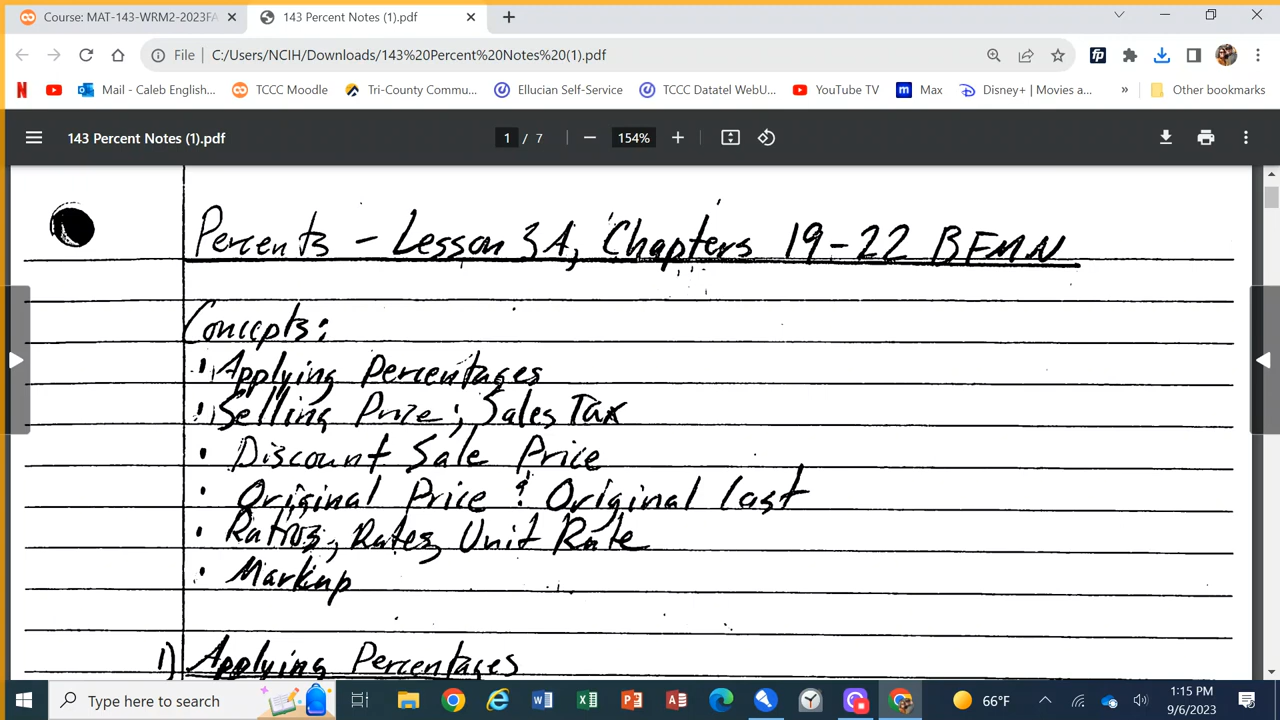 Course: MAT-143-WRM2-2023FA
143 Percent Notes (1).pdf
File C:/Users/NCIH/Downloads/143%20Percent%20Notes%20(1).pdf
Mail - Caleb English...
TCCC Moodle
Tri-County Commu...
Ellucian Self-Service
TCCC Datatel WebU...
YouTube TV
Max
Disney+ | Movies a...
»
Other bookmarks
143 Percent Notes (1).pdf
1 / 7
154%
Percents - Lesson 3A, Chapters 19-22 BFMN
Concepts:
• Applying Percentages
• Selling Price; Sales Tax
• Discount Sale Price
• Original Price & Original Cost
• Ratios, Rates, Unit Rate
• Markup
1) Applying Percentages
Type here to search
66°F
1:15 PM
9/6/2023